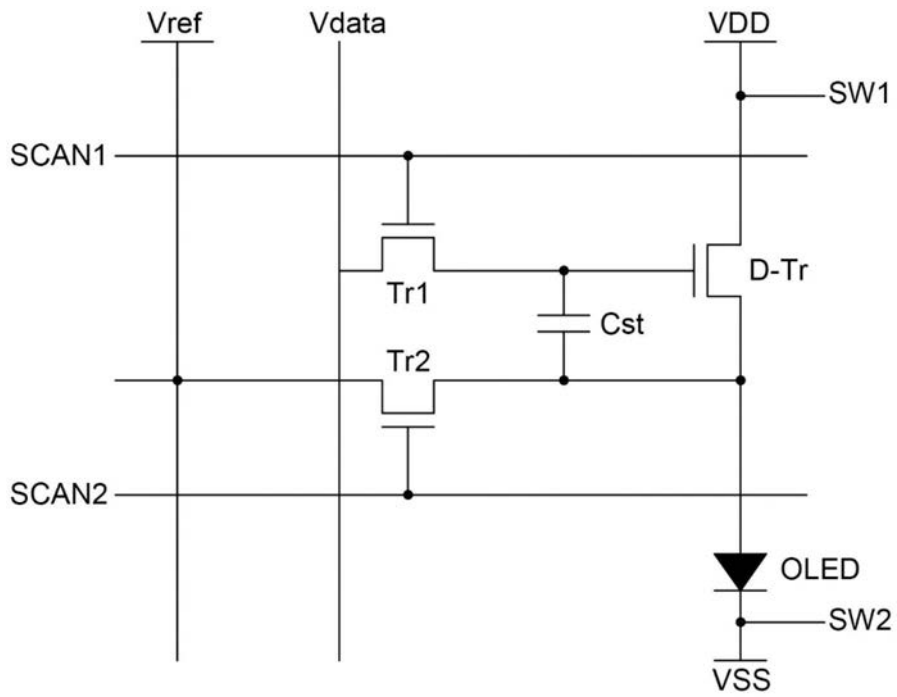 Vref
Vdata
VDD
SW1
SCAN1
D-Tr
Tr1
Cst
Tr2
SCAN2
OLED
SW2
VSS